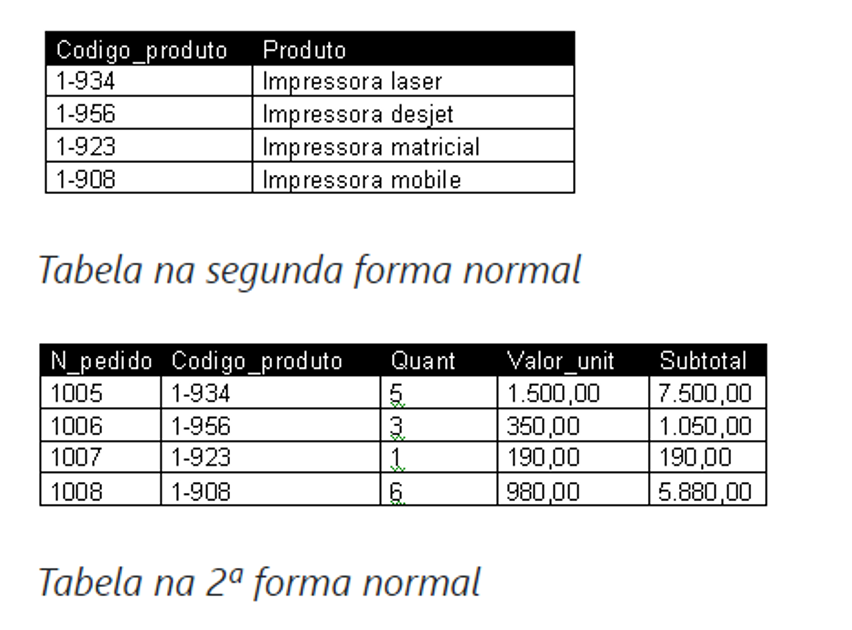 Codigo_produto Produto
1-934 Impressora laser
1-956 Impressora desjet
1-923 Impressora matricial
1-908 Impressora mobile
Tabela na segunda forma normal
N_pedido Codigo_produto Quant Valor_unit Subtotal
1005 1-934 5 1.500,00 7.500,00
1006 1-956 3 350,00 1.050,00
1007 1-923 1 190,00 190,00
1008 1-908 6 980,00 5.880,00
Tabela na 2ª forma normal